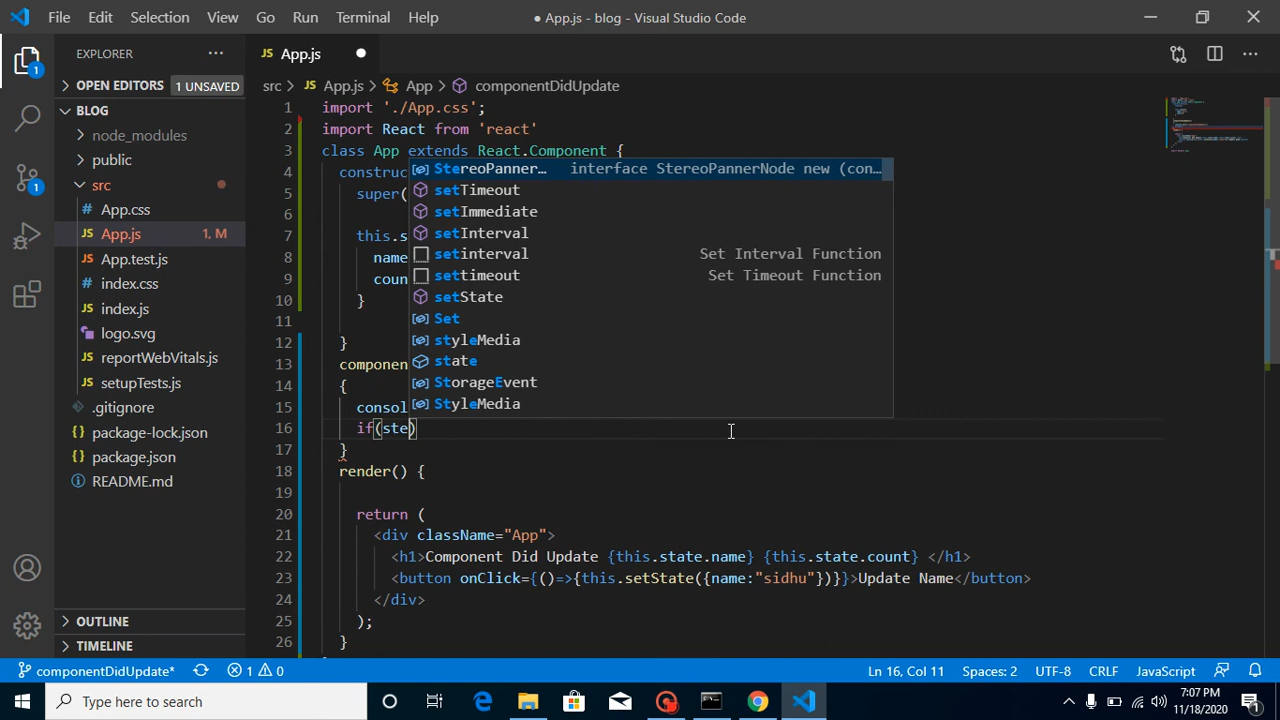 File Edit Selection View Go Run Terminal Help
● App.js - blog - Visual Studio Code
EXPLORER ···
JS App.js ●
OPEN EDITORS 1 UNSAVED
src > JS App.js > App > componentDidUpdate
BLOG
node_modules
public
src
# App.css
JS App.js 1, M
JS App.test.js
# index.css
JS index.js
logo.svg
JS reportWebVitals.js
JS setupTests.js
.gitignore
{} package-lock.json
{} package.json
README.md
OUTLINE
TIMELINE
1 import './App.css';
2 import React from 'react'
3 class App extends React.Component {
4 construc
5 super(
6
7 this.s
8 name
9 coun
10 }
11
12 }
13 componen
14 {
15 consol
16 if(ste)
17 }
18 render() {
19
20 return (
21 <div className="App">
22 <h1>Component Did Update {this.state.name} {this.state.count} </h1>
23 <button onClick={()=>{this.setState({name:"sidhu"})}}>Update Name</button>
24 </div>
25 );
26 }
StereoPanner… interface StereoPannerNode new (con…
setTimeout
setImmediate
setInterval
setinterval Set Interval Function
settimeout Set Timeout Function
setState
Set
styleMedia
state
StorageEvent
StyleMedia
1
1
componentDidUpdate* 1 0
Ln 16, Col 11 Spaces: 2 UTF-8 CRLF JavaScript
Type here to search
7:07 PM
11/18/2020
1